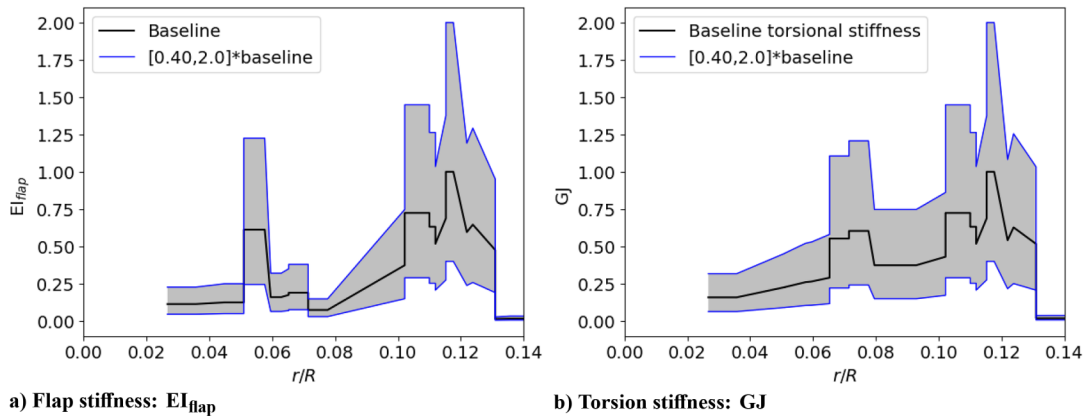 Baseline
[0.40,2.0]*baseline
2.00
1.75
1.50
1.25
1.00
0.75
0.50
0.25
0.00
EI_flap
0.00 0.02 0.04 0.06 0.08 0.10 0.12 0.14
r/R
a) Flap stiffness: EI_flap
Baseline torsional stiffness
[0.40,2.0]*baseline
2.00
1.75
1.50
1.25
1.00
0.75
0.50
0.25
0.00
GJ
0.00 0.02 0.04 0.06 0.08 0.10 0.12 0.14
r/R
b) Torsion stiffness: GJ